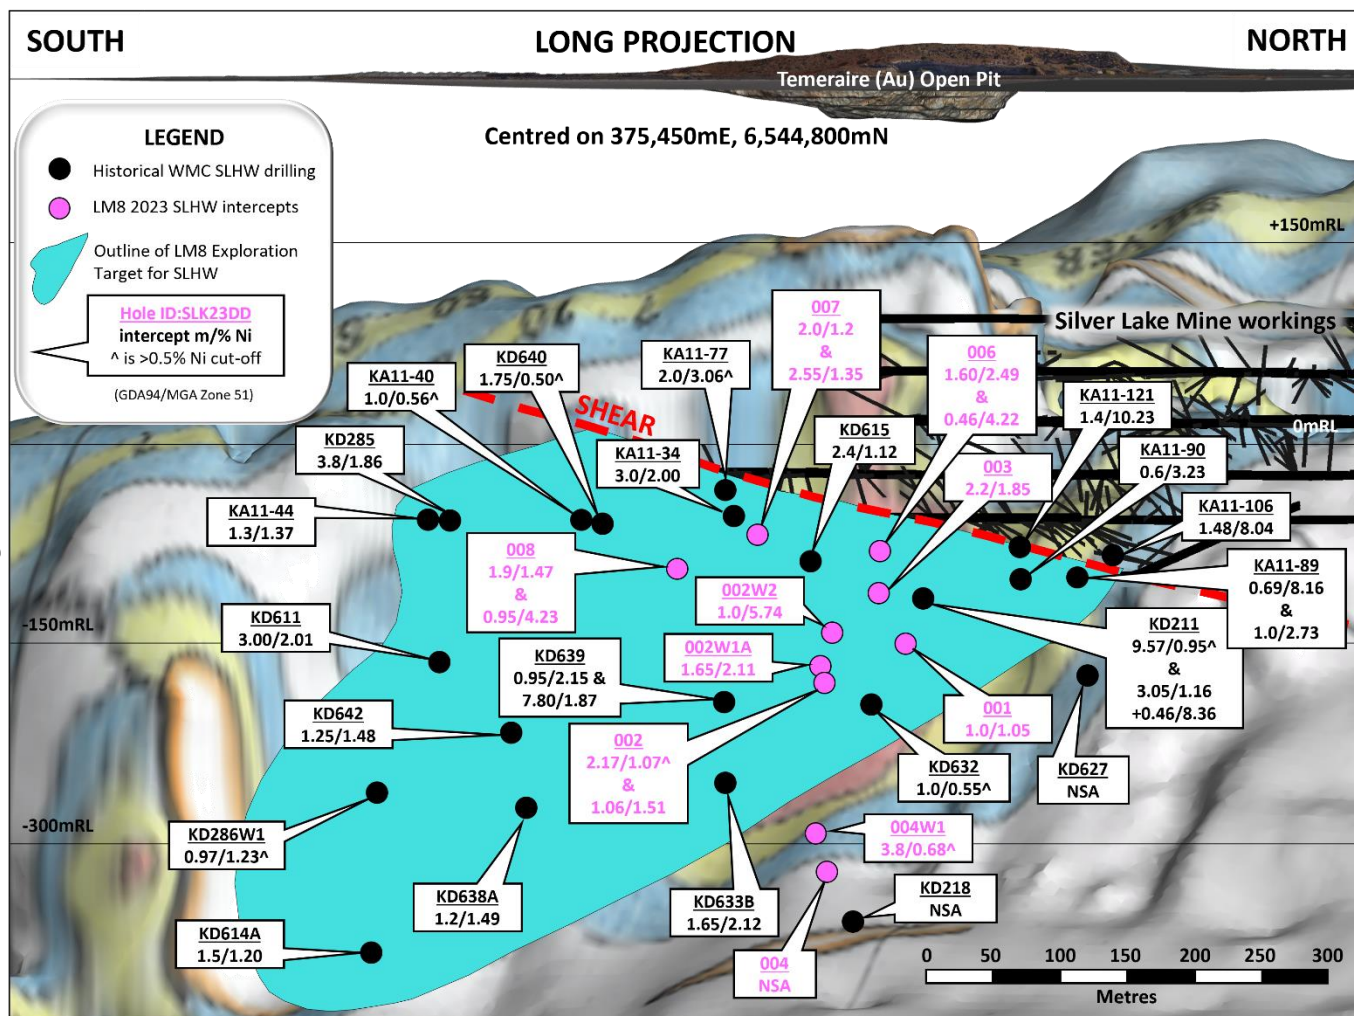 SOUTH
LONG PROJECTION
NORTH
Temeraire (Au) Open Pit
Centred on 375,450mE, 6,544,800mN
LEGEND
Historical WMC SLHW drilling
LM8 2023 SLHW intercepts
Outline of LM8 Exploration
Target for SLHW
Hole ID:SLK23DD
intercept m/% Ni
^ is >0.5% Ni cut-off
(GDA94/MGA Zone 51)
+150mRL
Silver Lake Mine workings
0mRL
-150mRL
-300mRL
SHEAR
KA11-40
1.0/0.56^
KD640
1.75/0.50^
KA11-77
2.0/3.06^
007
2.0/1.2
&
2.55/1.35
006
1.60/2.49
&
0.46/4.22
KA11-121
1.4/10.23
KD285
3.8/1.86
KA11-34
3.0/2.00
KD615
2.4/1.12
003
2.2/1.85
KA11-90
0.6/3.23
KA11-44
1.3/1.37
KA11-106
1.48/8.04
008
1.9/1.47
&
0.95/4.23
002W2
1.0/5.74
KA11-89
0.69/8.16
&
1.0/2.73
KD611
3.00/2.01
KD639
0.95/2.15 &
7.80/1.87
002W1A
1.65/2.11
KD211
9.57/0.95^
&
3.05/1.16
+0.46/8.36
KD642
1.25/1.48
002
2.17/1.07^
&
1.06/1.51
001
1.0/1.05
KD632
1.0/0.55^
KD627
NSA
KD286W1
0.97/1.23^
004W1
3.8/0.68^
KD638A
1.2/1.49
KD633B
1.65/2.12
KD218
NSA
KD614A
1.5/1.20
004
NSA
0 50 100 150 200 250 300
Metres